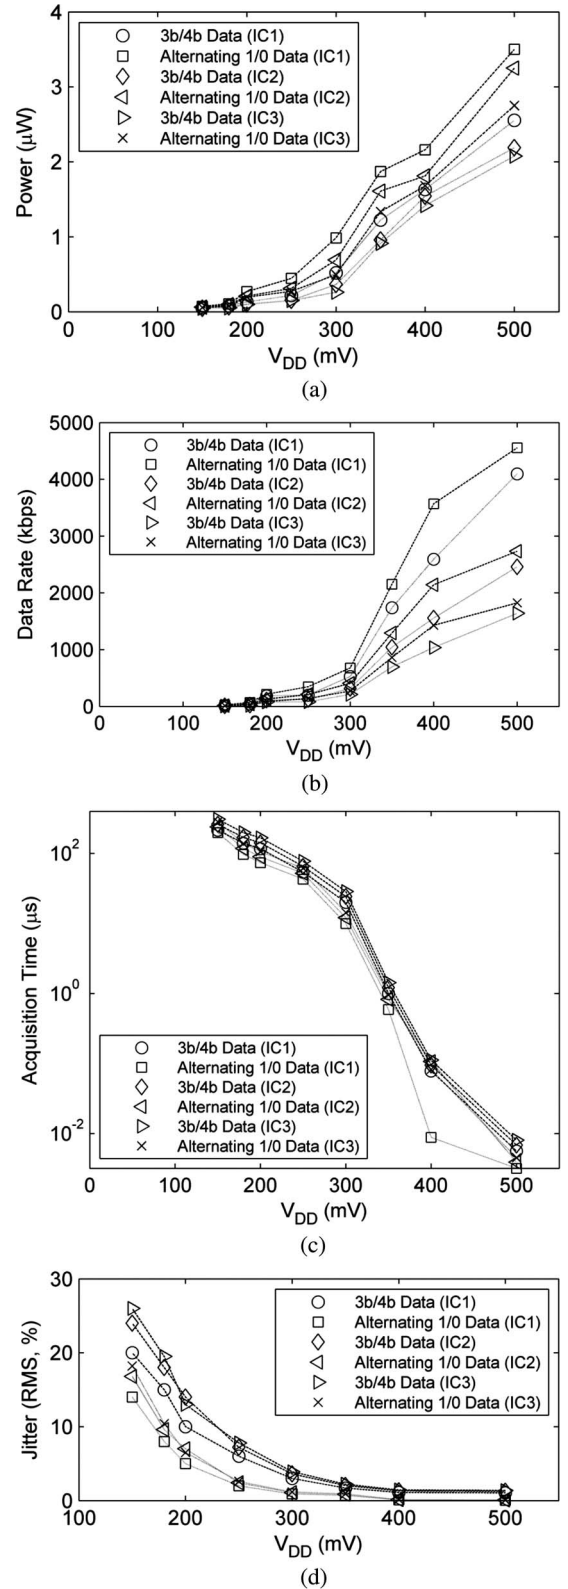 4
3
2
1
0
Power (µW)
3b/4b Data (IC1)
Alternating 1/0 Data (IC1)
3b/4b Data (IC2)
Alternating 1/0 Data (IC2)
3b/4b Data (IC3)
Alternating 1/0 Data (IC3)
0 100 200 300 400 500
V_DD (mV)
(a)
5000
4000
3000
2000
1000
0
Data Rate (kbps)
3b/4b Data (IC1)
Alternating 1/0 Data (IC1)
3b/4b Data (IC2)
Alternating 1/0 Data (IC2)
3b/4b Data (IC3)
Alternating 1/0 Data (IC3)
0 100 200 300 400 500
V_DD (mV)
(b)
10^2
10^0
10^-2
Acquisition Time (µs)
3b/4b Data (IC1)
Alternating 1/0 Data (IC1)
3b/4b Data (IC2)
Alternating 1/0 Data (IC2)
3b/4b Data (IC3)
Alternating 1/0 Data (IC3)
0 100 200 300 400 500
V_DD (mV)
(c)
30
20
10
0
Jitter (RMS, %)
3b/4b Data (IC1)
Alternating 1/0 Data (IC1)
3b/4b Data (IC2)
Alternating 1/0 Data (IC2)
3b/4b Data (IC3)
Alternating 1/0 Data (IC3)
100 200 300 400 500
V_DD (mV)
(d)